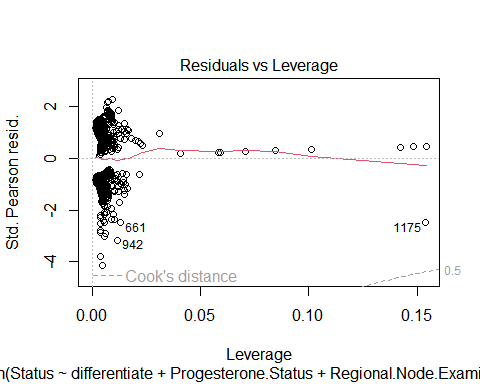 Residuals vs Leverage
Std. Pearson resid.
2
0
-2
-4
661
942
1175
Cook's distance
0.5
0.00 0.05 0.10 0.15
Leverage
n(Status ~ differentiate + Progesterone.Status + Regional.Node.Exami